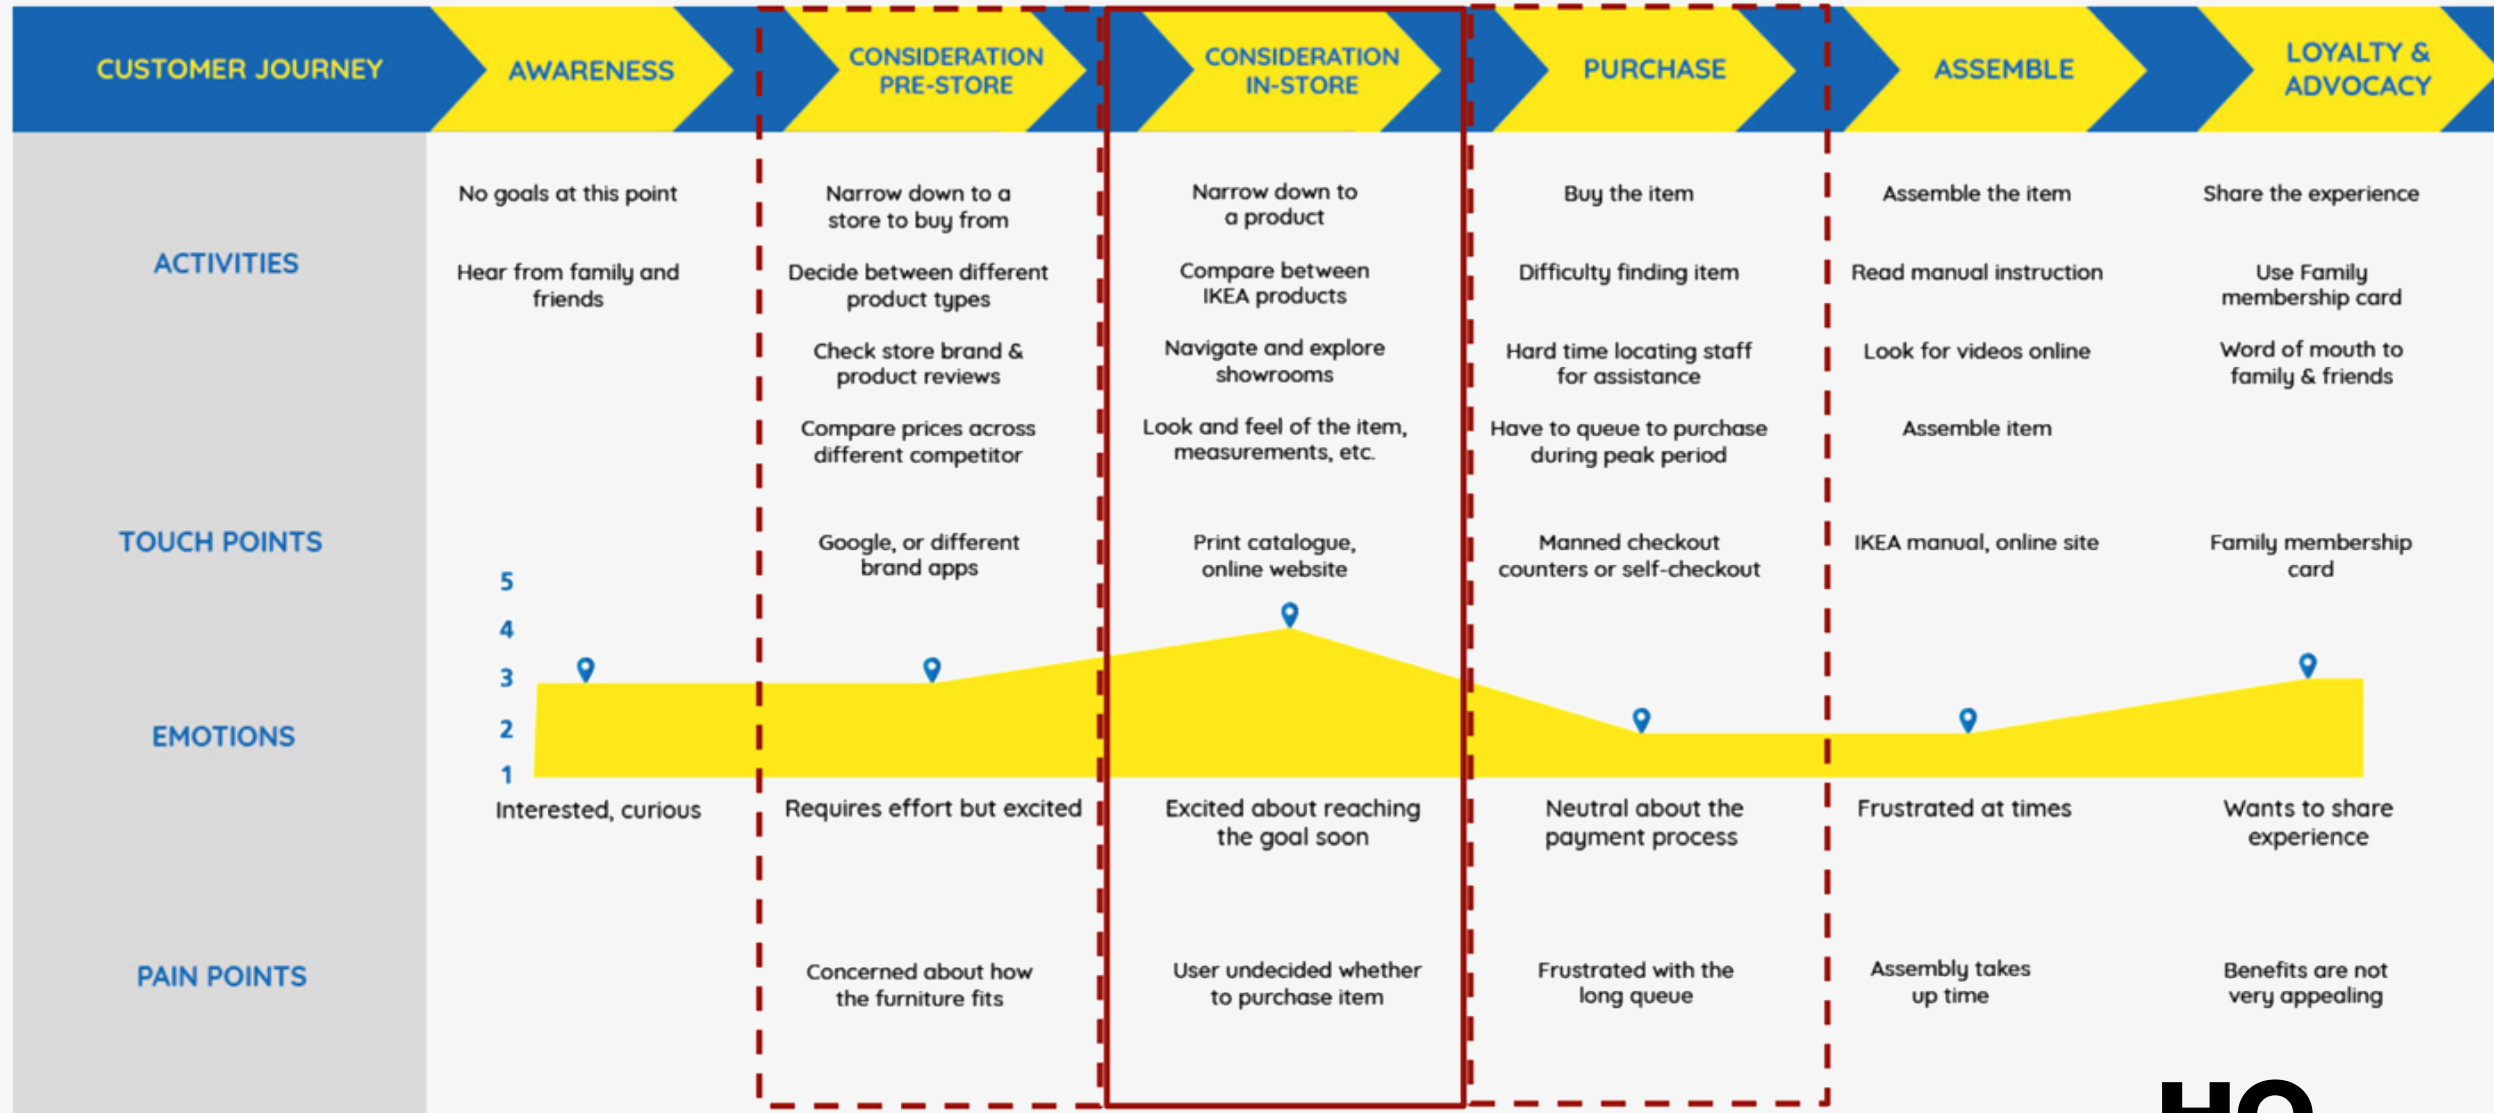 CUSTOMER JOURNEY
AWARENESS
CONSIDERATION
PRE-STORE
CONSIDERATION
IN-STORE
PURCHASE
ASSEMBLE
LOYALTY &
ADVOCACY
ACTIVITIES
No goals at this point
Hear from family and
friends
Narrow down to a
store to buy from
Decide between different
product types
Check store brand &
product reviews
Compare prices across
different competitor
Narrow down to
a product
Compare between
IKEA products
Navigate and explore
showrooms
Look and feel of the item,
measurements, etc.
Buy the item
Difficulty finding item
Hard time locating staff
for assistance
Have to queue to purchase
during peak period
Assemble the item
Read manual instruction
Look for videos online
Assemble item
Share the experience
Use Family
membership card
Word of mouth to
family & friends
TOUCH POINTS
Google, or different
brand apps
Print catalogue,
online website
Manned checkout
counters or self-checkout
IKEA manual, online site
Family membership
card
EMOTIONS
5
4
3
2
1
Interested, curious
Requires effort but excited
Excited about reaching
the goal soon
Neutral about the
payment process
Frustrated at times
Wants to share
experience
PAIN POINTS
Concerned about how
the furniture fits
User undecided whether
to purchase item
Frustrated with the
long queue
Assembly takes
up time
Benefits are not
very appealing